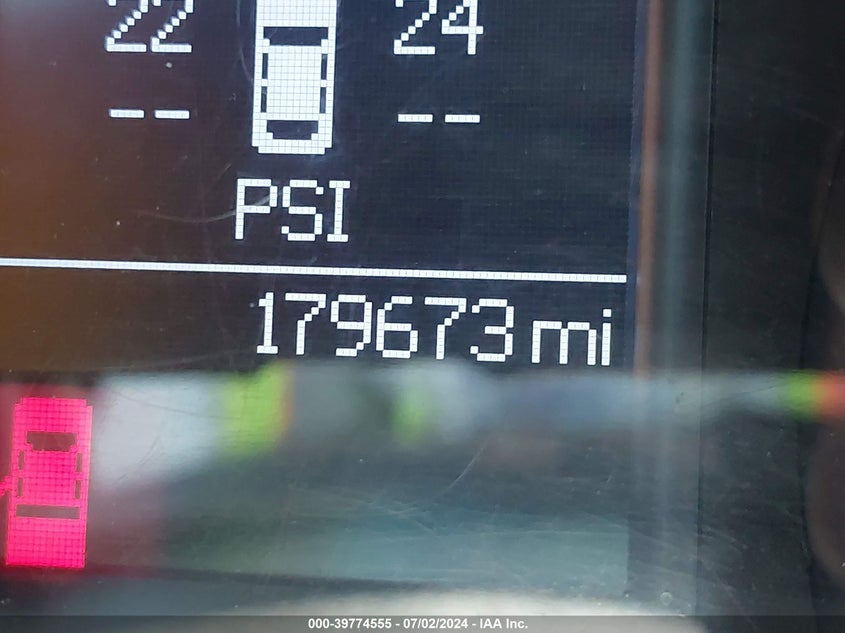 22 24
-- --
PSI
179673 mi
000-39774555 - 07/02/2024 - IAA Inc.